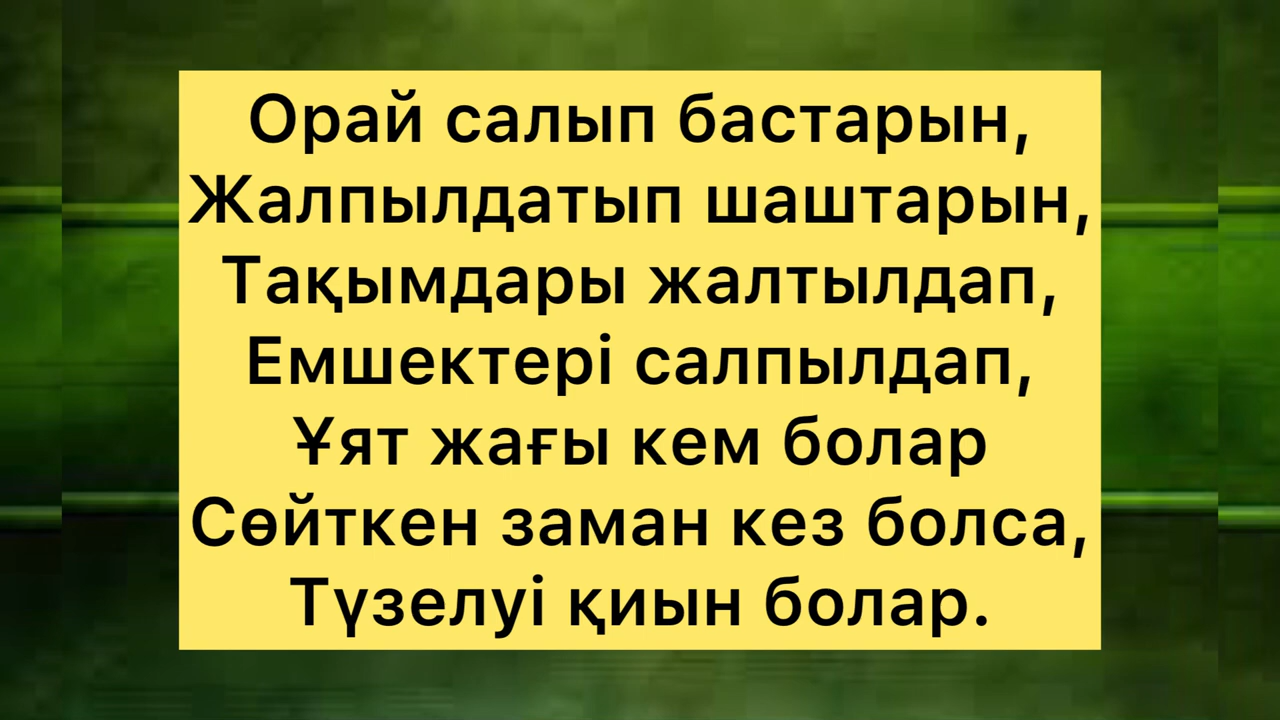 Орай салып бастарын,
Жалпылдатып шаштарын,
Тақымдары жалтылдап,
Емшектері салпылдап,
Ұят жағы кем болар
Сөйткен заман кез болса,
Түзелуі қиын болар.